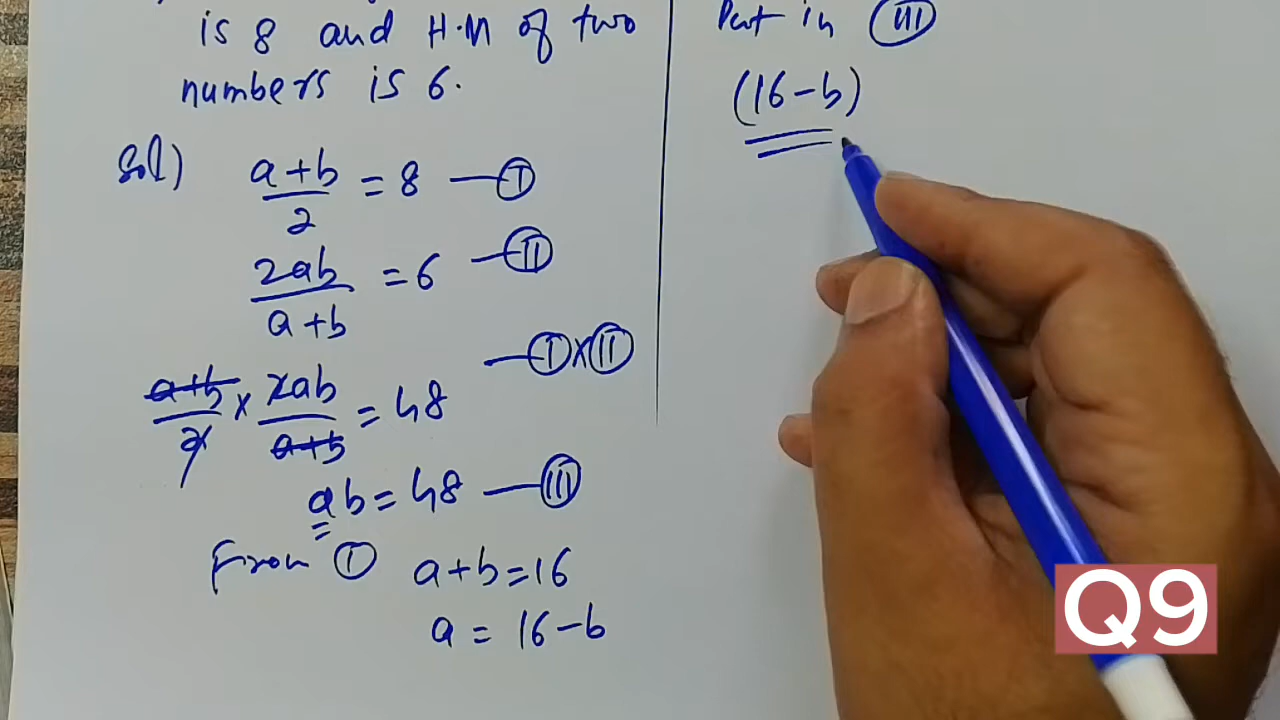 is 8 and H.M of two
numbers is 6.
Sol)
a+b/2 = 8 — I
2ab/a+b = 6 — II
— I x II
a+b/2 x 2ab/a+b = 48
ab = 48 — III
From I a+b=16
a = 16-b
Put in III
(16-b)
Q9